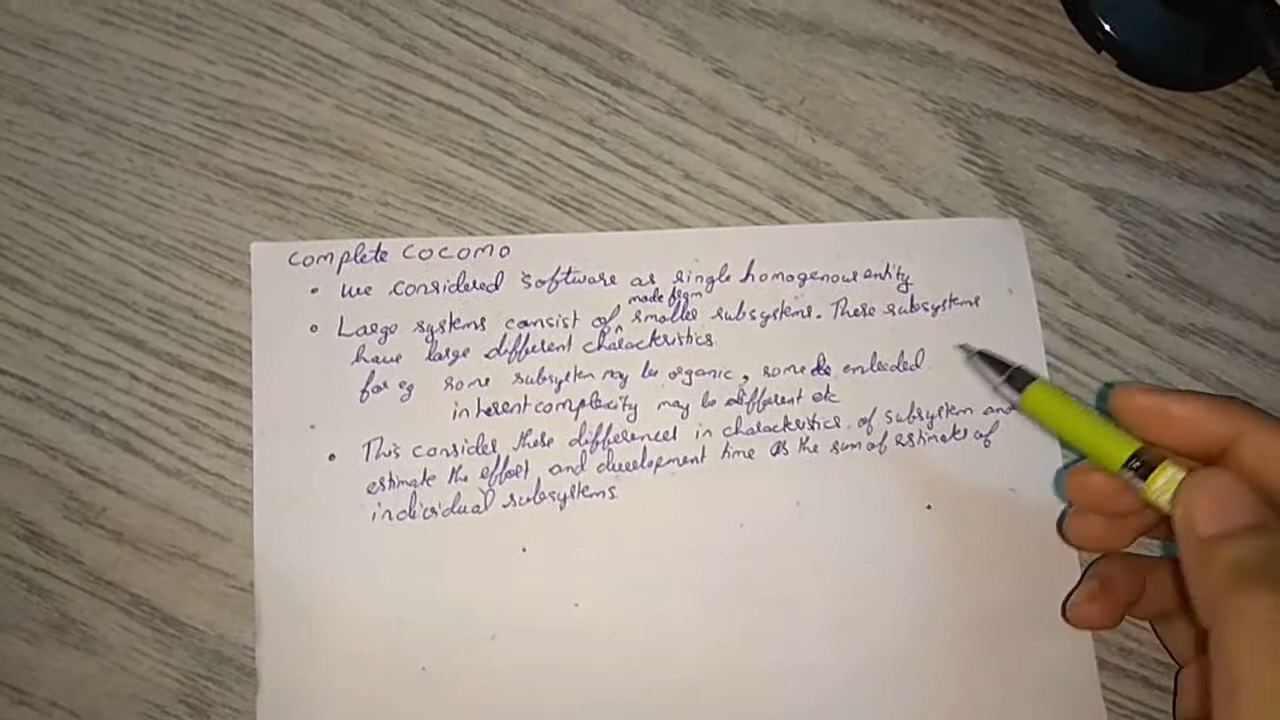 complete cocomo
• we considered software as single homogenous entity
made from
• Large systems consist of smaller subsystems. These subsystems
have large different characteristics
for eg some subsystem may be organic, some be
inherent complexity may be different etc
• This consider these differences in characteristics of subsystem and
estimate the effort and development time as the sum of estimates of
individual subsystems